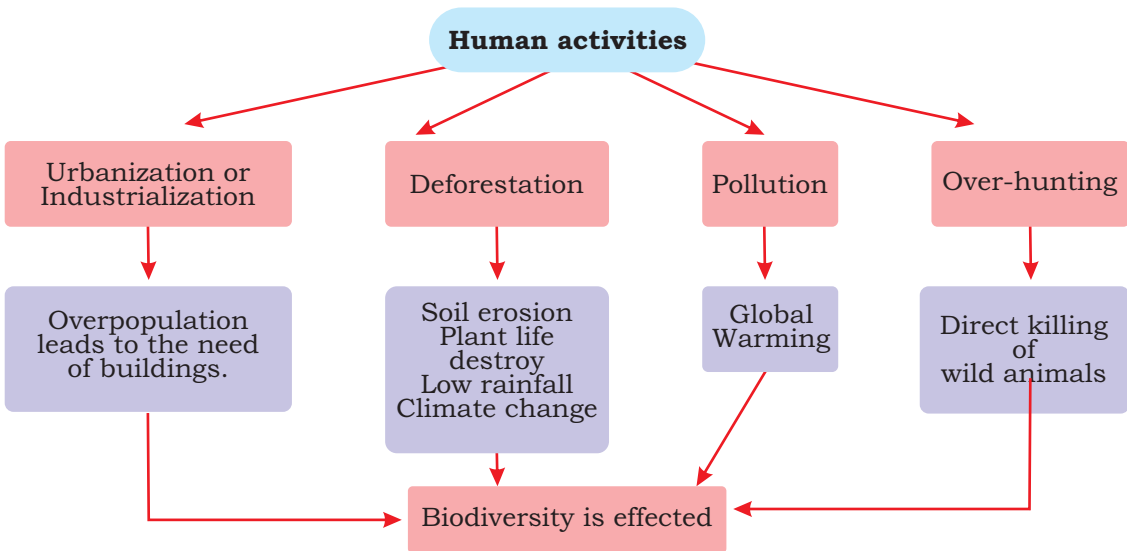 Human activities
Urbanization or
Industrialization
Deforestation
Pollution
Over-hunting
Overpopulation
leads to the need
of buildings.
Soil erosion
Plant life
destroy
Low rainfall
Climate change
Global
Warming
Direct killing
of
wild animals
Biodiversity is effected